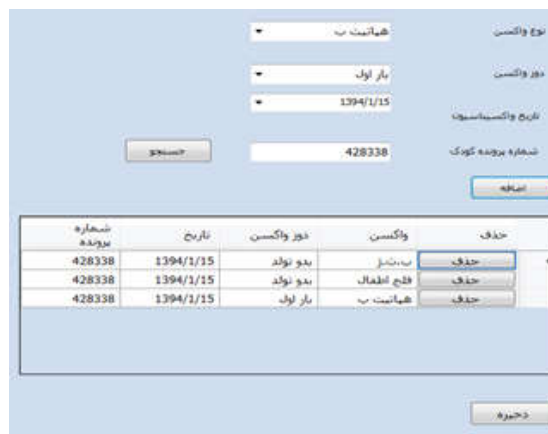 نوع واکسن هپاتیت ب
دوز واکسن بار اول
تاریخ واکسیناسیون 1394/1/15
شماره پرونده کودک 428338 جستجو
اضافه
حذف واکسن دوز واکسن تاریخ شماره پرونده
حذف ب.ث.ژ بدو تولد 1394/1/15 428338
حذف فلج اطفال بدو تولد 1394/1/15 428338
حذف هپاتیت ب بار اول 1394/1/15 428338
ذخیره